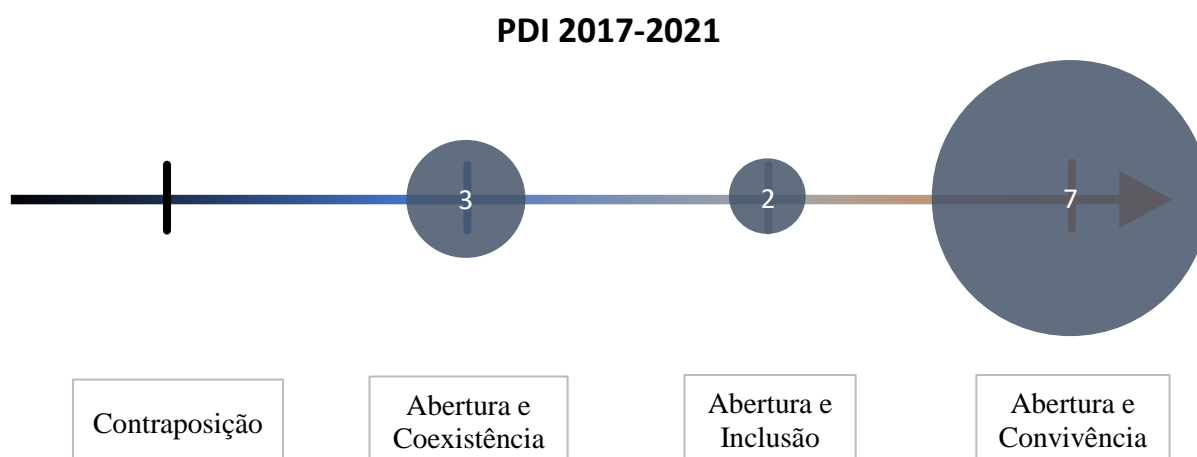 PDI 2017-2021
3
2
7
Contraposição
Abertura e
Coexistência
Abertura e
Inclusão
Abertura e
Convivência